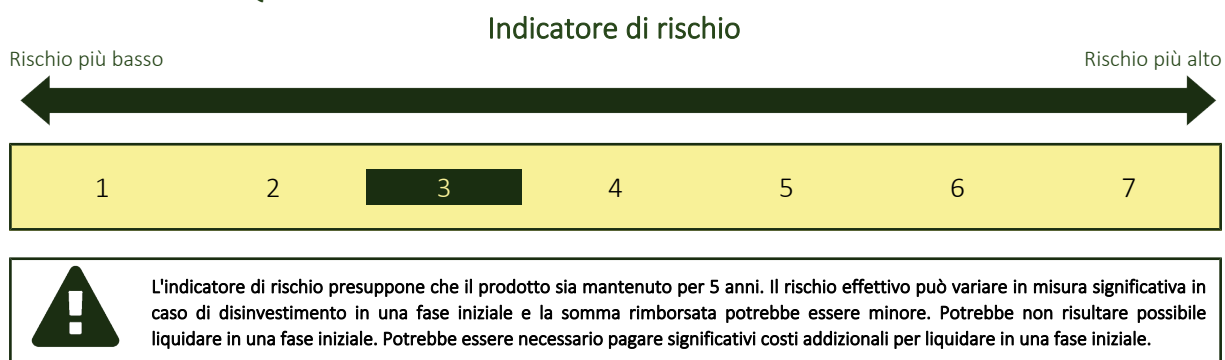 Indicatore di rischio
Rischio più basso
Rischio più alto
1 2 3 4 5 6 7
L'indicatore di rischio presuppone che il prodotto sia mantenuto per 5 anni. Il rischio effettivo può variare in misura significativa in
caso di disinvestimento in una fase iniziale e la somma rimborsata potrebbe essere minore. Potrebbe non risultare possibile
liquidare in una fase iniziale. Potrebbe essere necessario pagare significativi costi addizionali per liquidare in una fase iniziale.